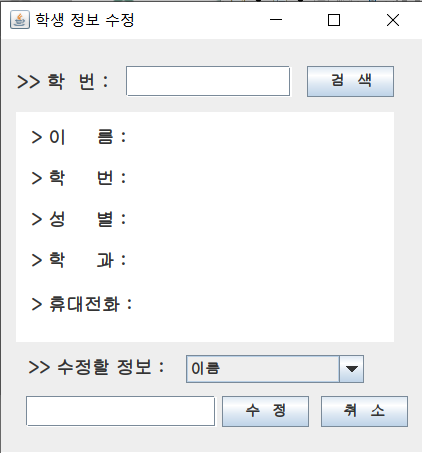 학생 정보 수정
>> 학 번 : 검 색
> 이 름 :
> 학 번 :
> 성 별 :
> 학 과 :
> 휴대전화 :
>> 수정할 정보 : 이름
수 정 취 소